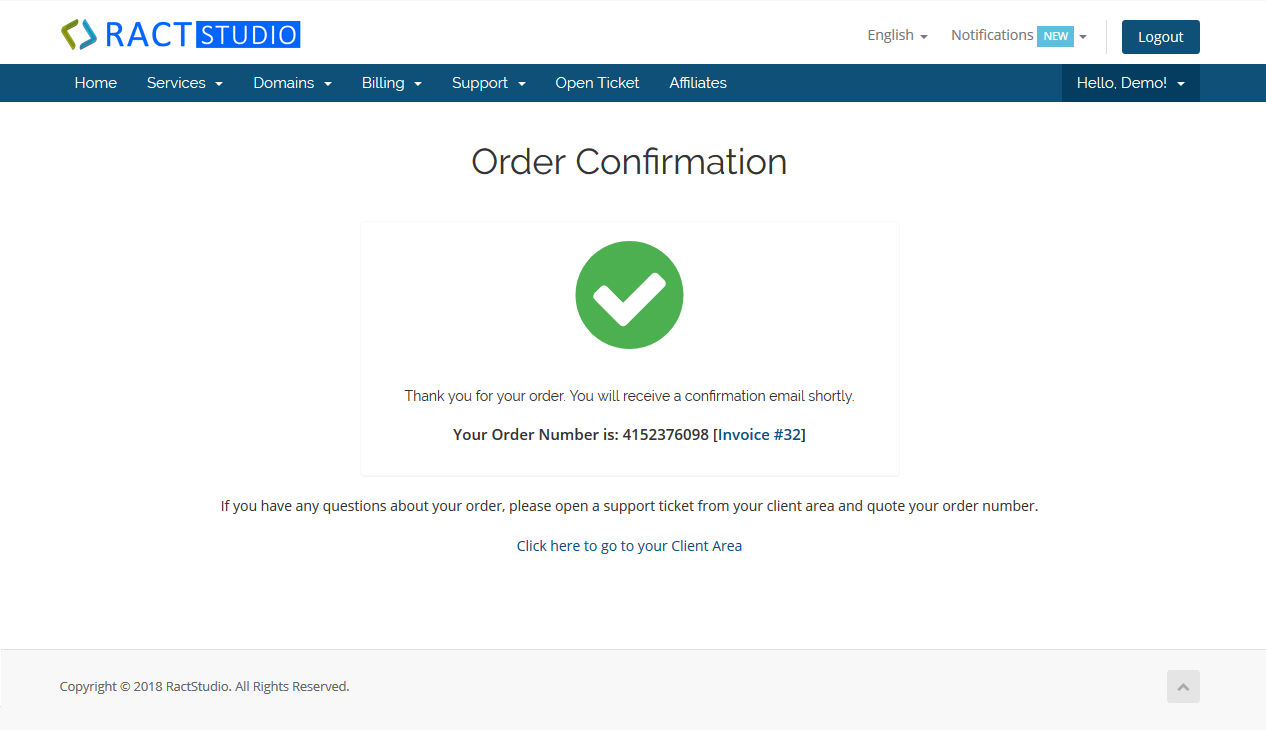 RACT STUDIO
English
Notifications NEW
Logout
Home Services Domains Billing Support Open Ticket Affiliates
Hello, Demo!
Order Confirmation
Thank you for your order. You will receive a confirmation email shortly.
Your Order Number is: 4152376098 [Invoice #32]
If you have any questions about your order, please open a support ticket from your client area and quote your order number.
Click here to go to your Client Area
Copyright © 2018 RactStudio. All Rights Reserved.